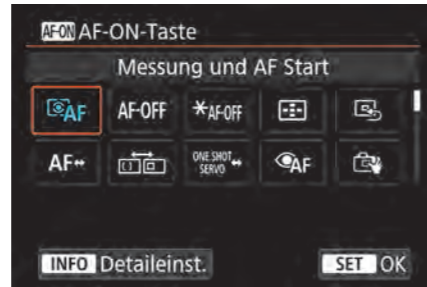 AF-ON AF-ON-Taste
Messung und AF Start
AF AF-OFF *AF-OFF
AF ONE SHOT SERVO AF
INFO Detaileinst. SET OK